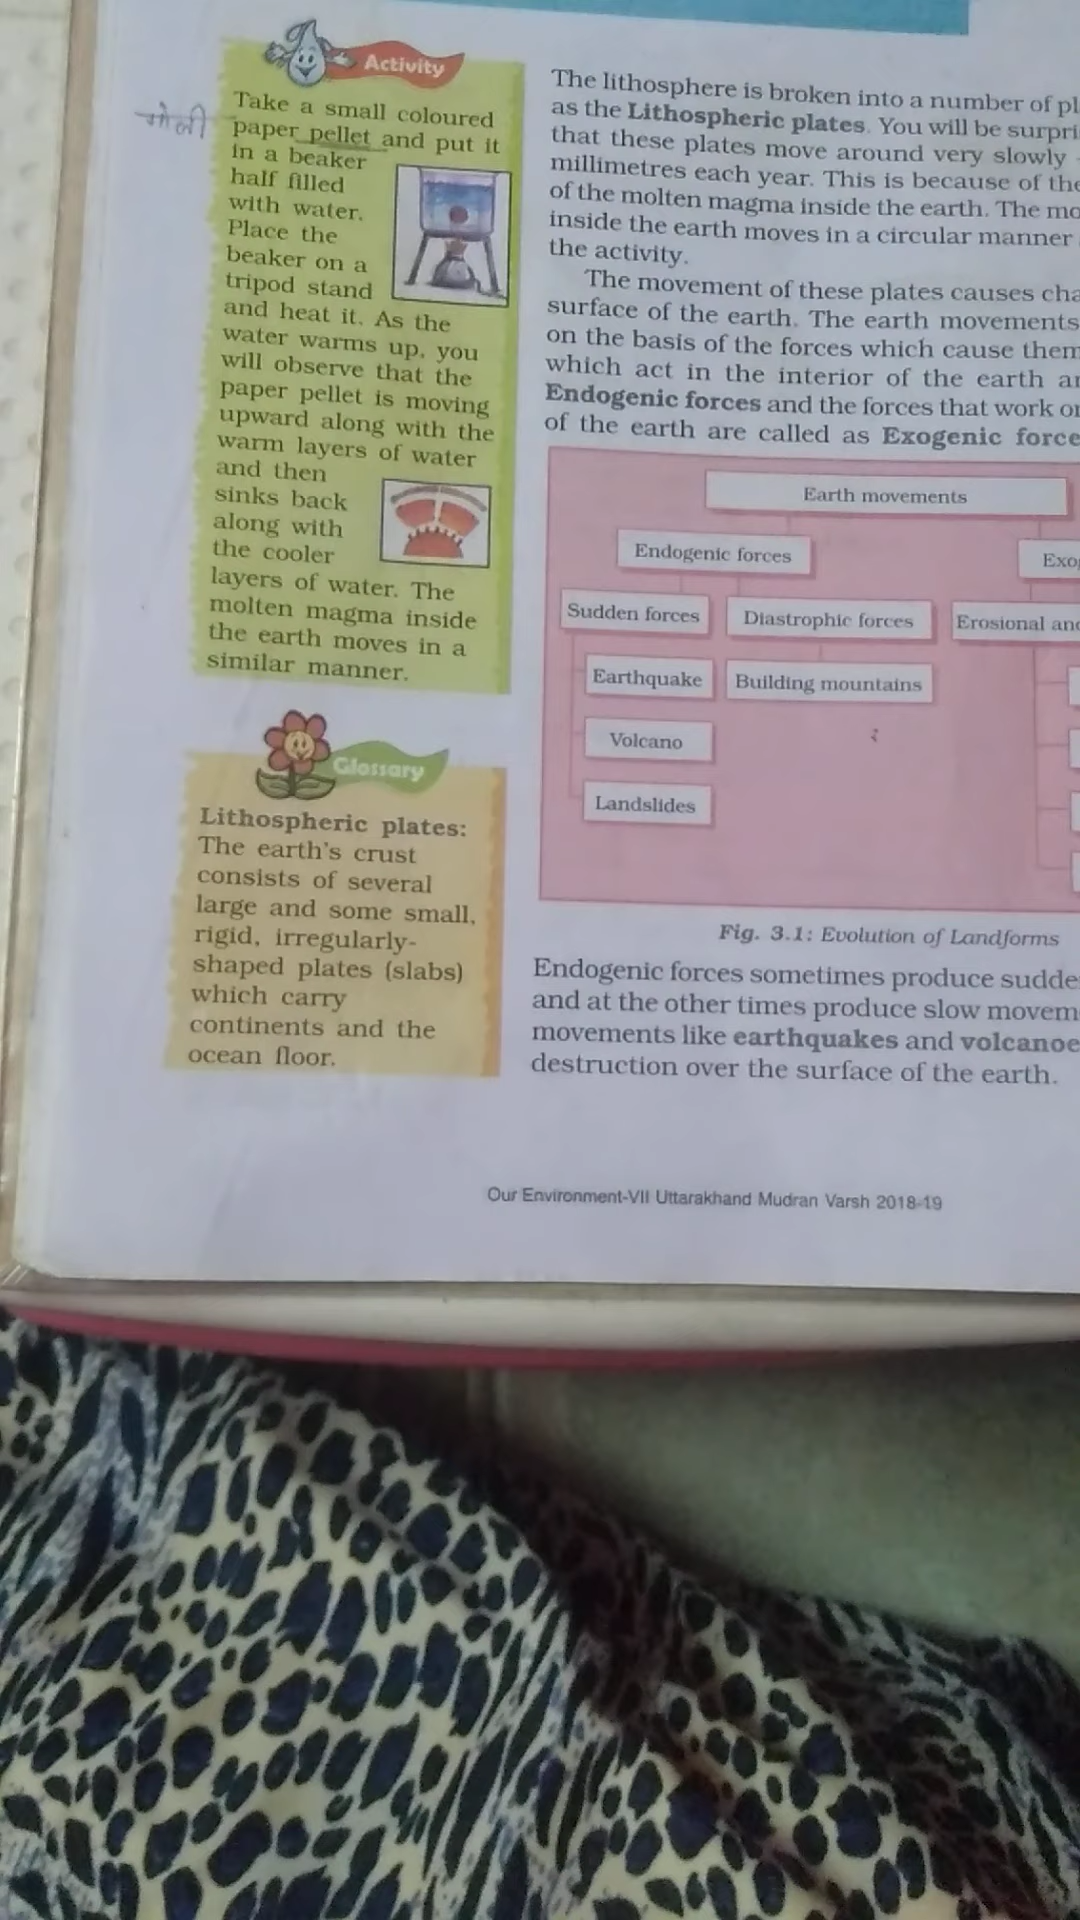 Activity
गोली
Take a small coloured
paper pellet and put it
in a beaker
half filled
with water.
Place the
beaker on a
tripod stand
and heat it. As the
water warms up, you
will observe that the
paper pellet is moving
upward along with the
warm layers of water
and then
sinks back
along with
the cooler
layers of water. The
molten magma inside
the earth moves in a
similar manner.
Glossary
Lithospheric plates:
The earth's crust
consists of several
large and some small,
rigid, irregularly-
shaped plates (slabs)
which carry
continents and the
ocean floor.
The lithosphere is broken into a number of
as the Lithospheric plates. You will be
that these plates move around very slowly
millimetres each year. This is because of
of the molten magma inside the earth. The
inside the earth moves in a circular manner
the activity.
The movement of these plates causes
surface of the earth. The earth movements
on the basis of the forces which cause them
which act in the interior of the earth
Endogenic forces and the forces that work
of the earth are called as Exogenic
Earth movements
Endogenic forces
Sudden forces
Diastrophic forces
Erosional
Earthquake
Building mountains
Volcano
Landslides
Fig. 3.1: Evolution of Landforms
Endogenic forces sometimes produce
and at the other times produce slow
movements like earthquakes and
destruction over the surface of the earth.
Our Environment-VII Uttarakhand Mudran Varsh 2018-19